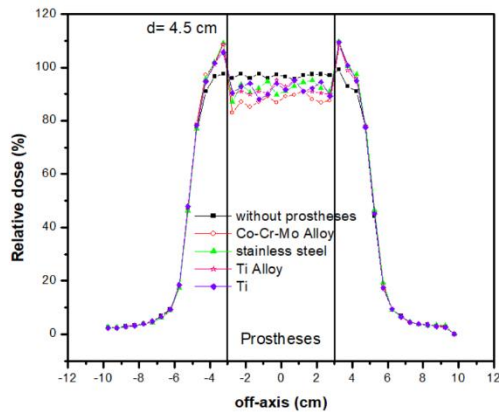 d= 4.5 cm
120
100
80
60
40
20
0
Relative dose (%)
without prostheses
Co-Cr-Mo Alloy
stainless steel
Ti Alloy
Ti
Prostheses
-12 -10 -8 -6 -4 -2 0 2 4 6 8 10 12
off-axis (cm)